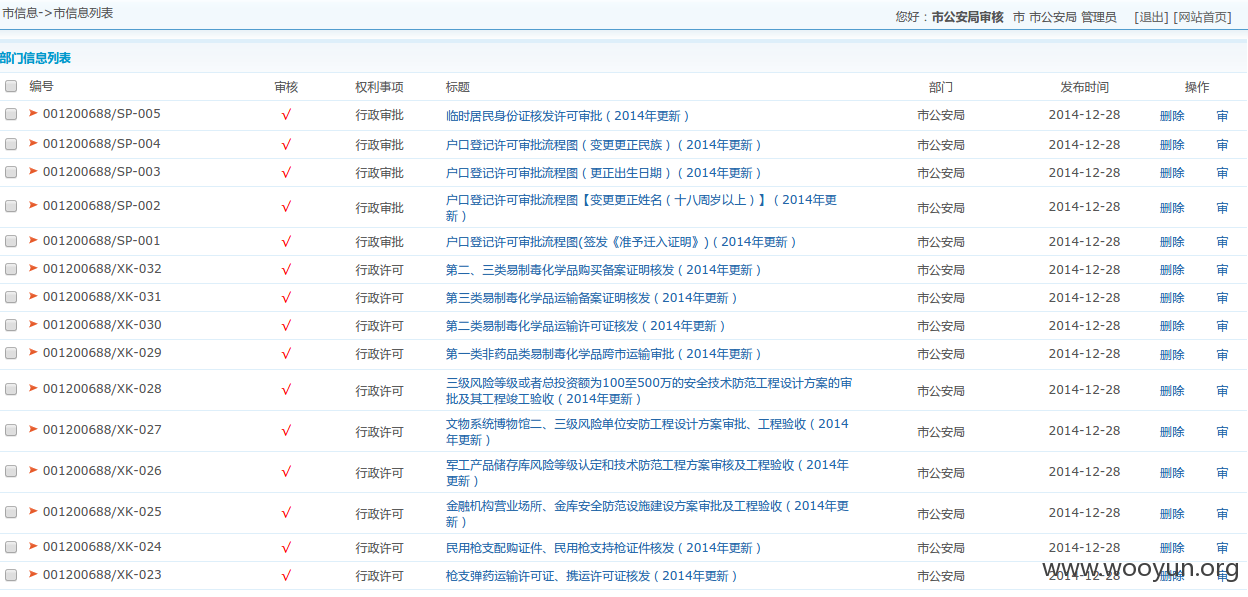 市信息->市信息列表
您好：市公安局审核 市 市公安局 管理员 [退出] [网站首页]
部门信息列表
编号 审核 权利事项 标题 部门 发布时间 操作
001200688/SP-005 √ 行政审批 临时居民身份证核发许可审批（2014年更新） 市公安局 2014-12-28 删除 审
001200688/SP-004 √ 行政审批 户口登记许可审批流程图（变更更正民族）（2014年更新） 市公安局 2014-12-28 删除 审
001200688/SP-003 √ 行政审批 户口登记许可审批流程图（更正出生日期）（2014年更新） 市公安局 2014-12-28 删除 审
001200688/SP-002 √ 行政审批 户口登记许可审批流程图【变更更正姓名（十八周岁以上）】（2014年更
新） 市公安局 2014-12-28 删除 审
001200688/SP-001 √ 行政审批 户口登记许可审批流程图(签发《准予迁入证明》)（2014年更新） 市公安局 2014-12-28 删除 审
001200688/XK-032 √ 行政许可 第二、三类易制毒化学品购买备案证明核发（2014年更新） 市公安局 2014-12-28 删除 审
001200688/XK-031 √ 行政许可 第三类易制毒化学品运输备案证明核发（2014年更新） 市公安局 2014-12-28 删除 审
001200688/XK-030 √ 行政许可 第二类易制毒化学品运输许可证核发（2014年更新） 市公安局 2014-12-28 删除 审
001200688/XK-029 √ 行政许可 第一类非药品类易制毒化学品跨市运输审批（2014年更新） 市公安局 2014-12-28 删除 审
001200688/XK-028 √ 行政许可 三级风险等级或者总投资额为100至500万的安全技术防范工程设计方案的审
批及其工程竣工验收（2014年更新） 市公安局 2014-12-28 删除 审
001200688/XK-027 √ 行政许可 文物系统博物馆二、三级风险单位安防工程设计方案审批、工程验收（2014
年更新） 市公安局 2014-12-28 删除 审
001200688/XK-026 √ 行政许可 军工产品储存库风险等级认定和技术防范工程方案审核及工程验收（2014年
更新） 市公安局 2014-12-28 删除 审
001200688/XK-025 √ 行政许可 金融机构营业场所、金库安全防范设施建设方案审批及工程验收（2014年更
新） 市公安局 2014-12-28 删除 审
001200688/XK-024 √ 行政许可 民用枪支配购证件、民用枪支持枪证件核发（2014年更新） 市公安局 2014-12-28 删除 审
001200688/XK-023 √ 行政许可 枪支弹药运输许可证、携运许可证核发（2014年更新） 市公安局 2014-12-28 删除 审
www.wooyun.org